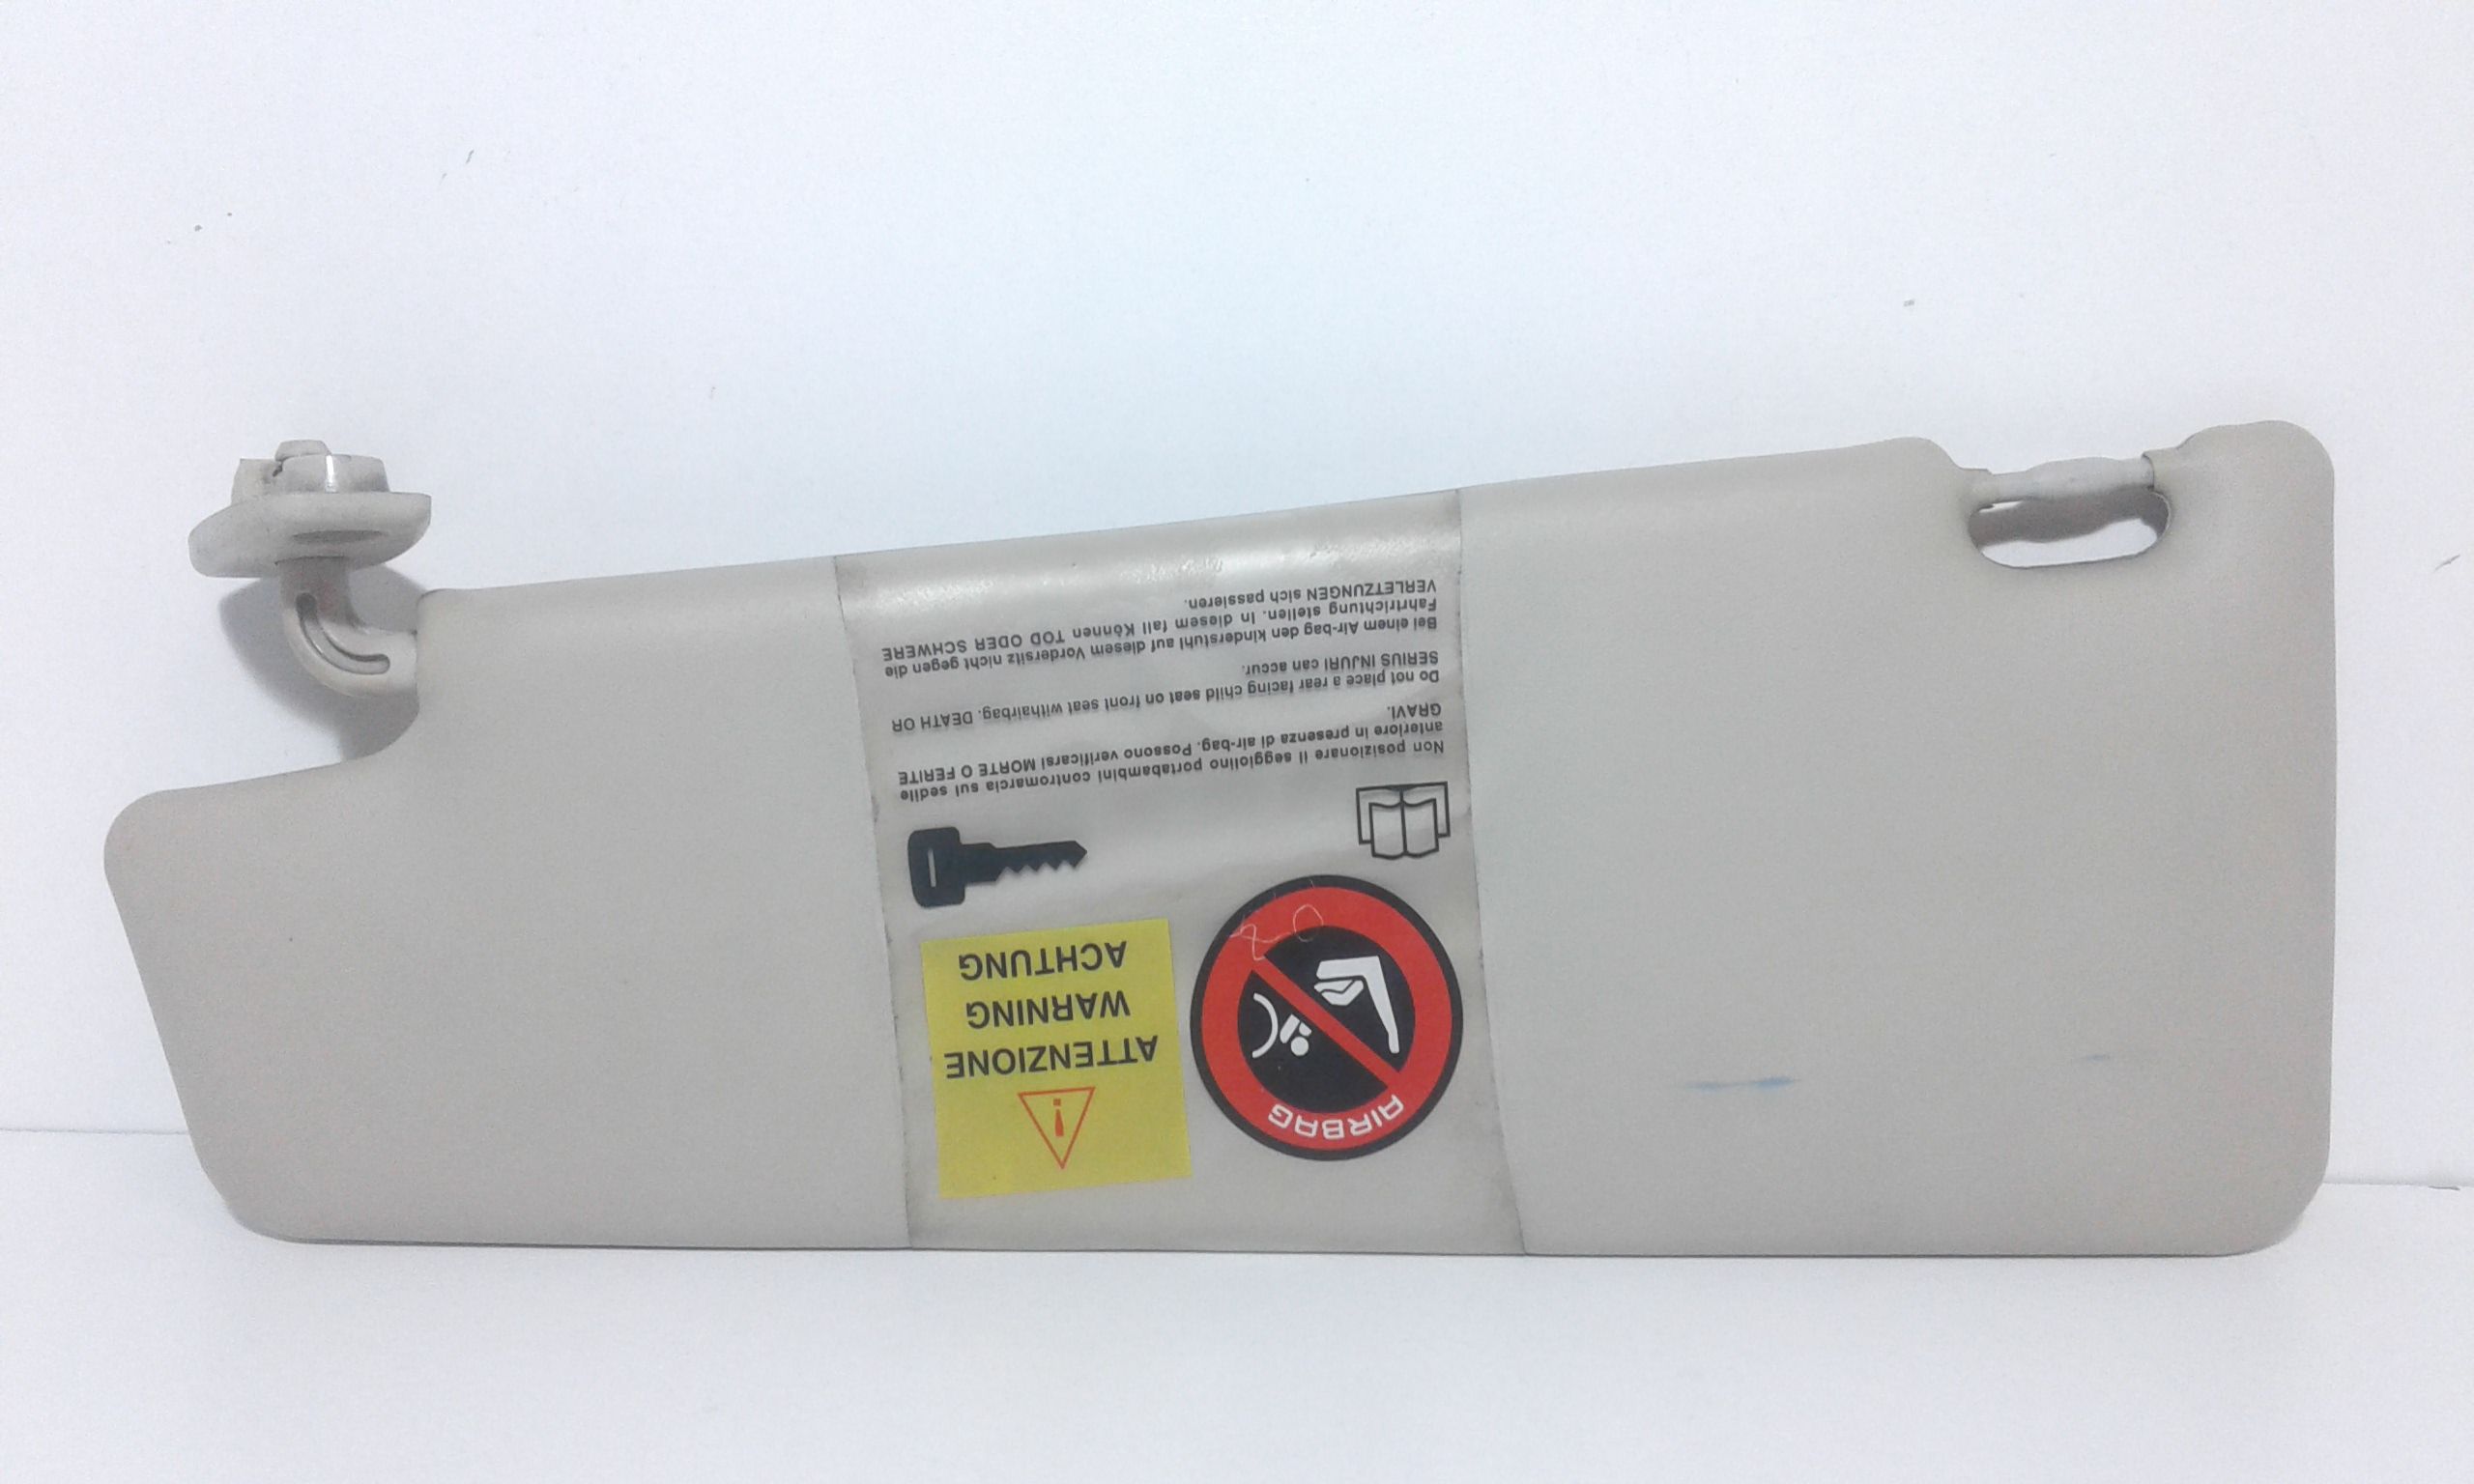 AIRBAG
!
ATTENZIONE
WARNING
ACHTUNG
Non posizionare il seggiolino portabambini contromarcia sul sedile
anteriore in presenza di air-bag. Possono verificarsi MORTE O FERITE
GRAVI.
Do not place a rear facing child seat on front seat withairbag. DEATH OR
SERIUS INJURI can accur.
Bei einem Air-bag den kinderstuhl auf diesem Vordersitz nicht gegen die
Fahrtrichtung stellen. In diesem fall Können TOD ODER SCHWERE
VERLETZUNGEN sich passieren.